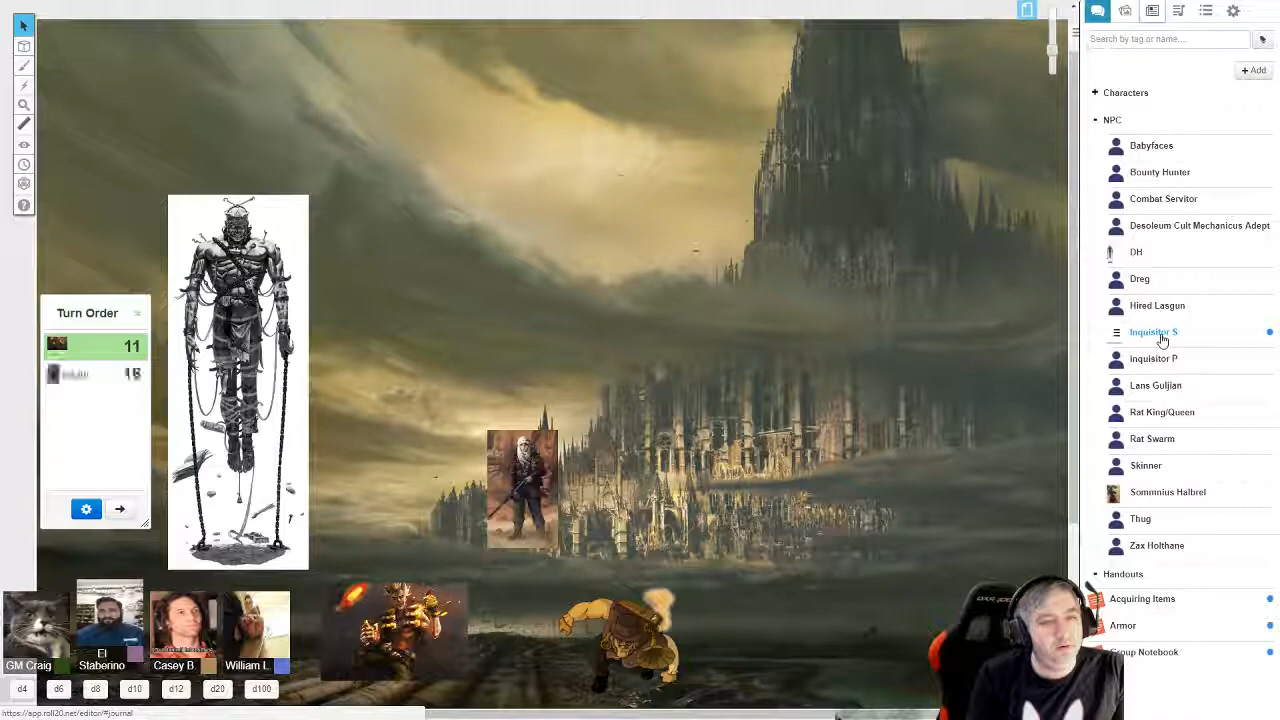 Search by tag or name....
+ Add
+ Characters
- NPC
Babyfaces
Bounty Hunter
Combat Servitor
Desoleum Cult Mechanicus Adept
DH
Dreg
Hired Lasgun
Inquisitor S
Inquisitor P
Lans Guljian
Rat King/Queen
Rat Swarm
Skinner
Sommnius Halbrel
Thug
Zax Holthane
- Handouts
Acquiring Items
Armor
Group Notebook
Turn Order
11
GM Craig
El
Staberino
Casey B
William L.
d4
d6
d8
d10
d12
d20
d100
https://app.roll20.net/editor/#journal